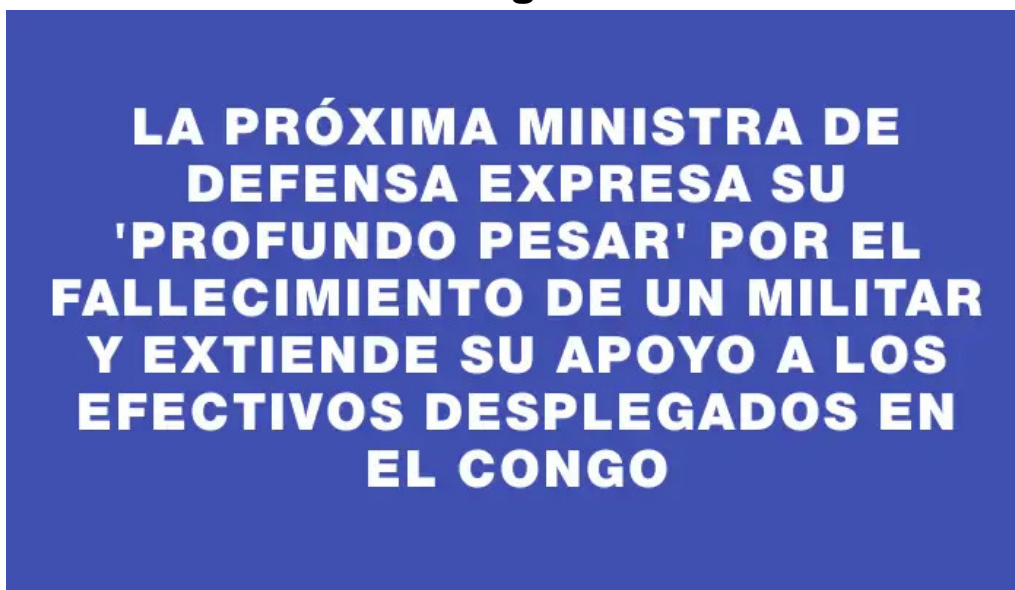 LA PRÓXIMA MINISTRA DE
DEFENSA EXPRESA SU
'PROFUNDO PESAR' POR EL
FALLECIMIENTO DE UN MILITAR
Y EXTIENDE SU APOYO A LOS
EFECTIVOS DESPLEGADOS EN
EL CONGO